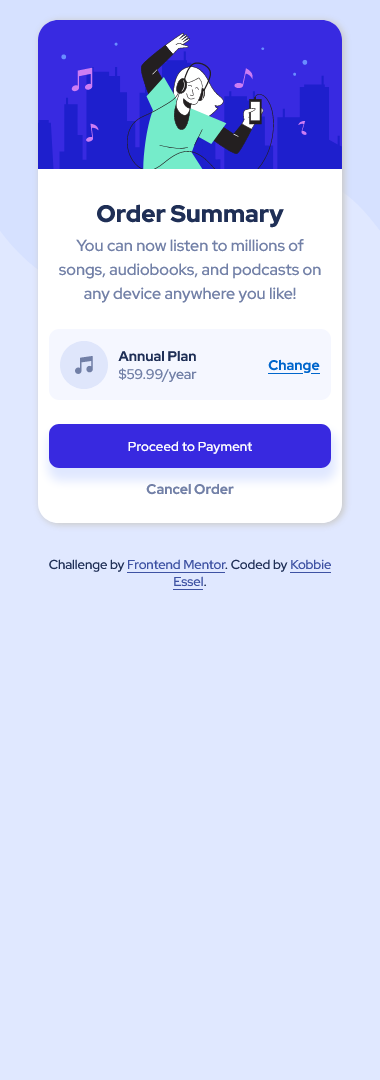 Order Summary
You can now listen to millions of
songs, audiobooks, and podcasts on
any device anywhere you like!
Annual Plan
$59.99/year
Change
Proceed to Payment
Cancel Order
Challenge by Frontend Mentor. Coded by Kobbie
Essel.